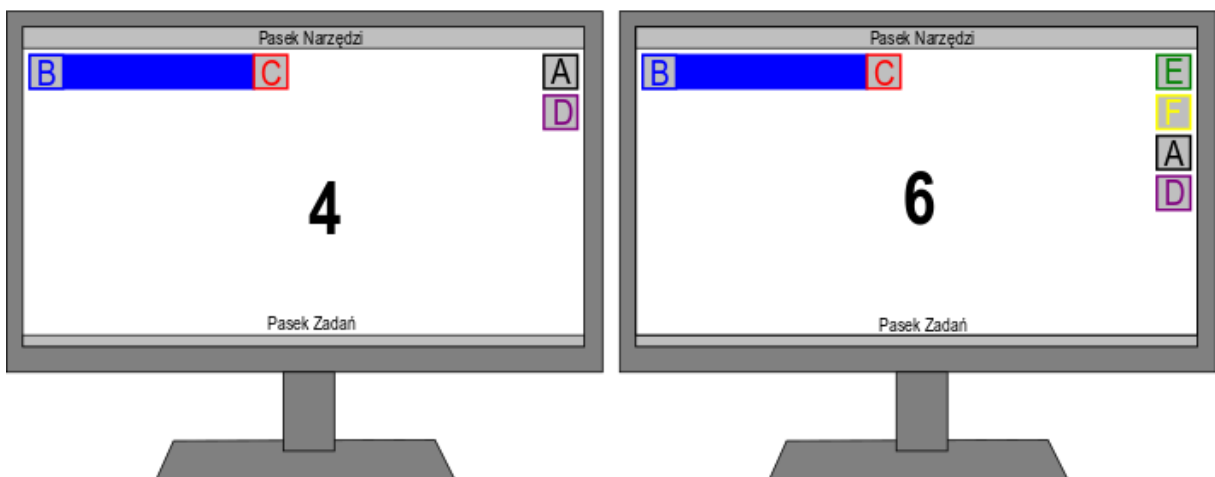 Pasek Narzędzi
B C A
D
4
Pasek Zadań
Pasek Narzędzi
B C E
F
A
D
6
Pasek Zadań